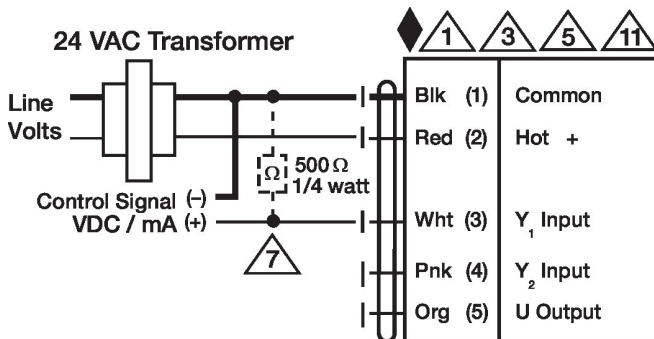 24 VAC Transformer
1 3 5 11
Line
Volts
Blk (1) Common
Red (2) Hot +
Ω 500 Ω
1/4 watt
Control Signal (-)
VDC / mA (+)
Wht (3) Y1 Input
7
Pnk (4) Y2 Input
Org (5) U Output